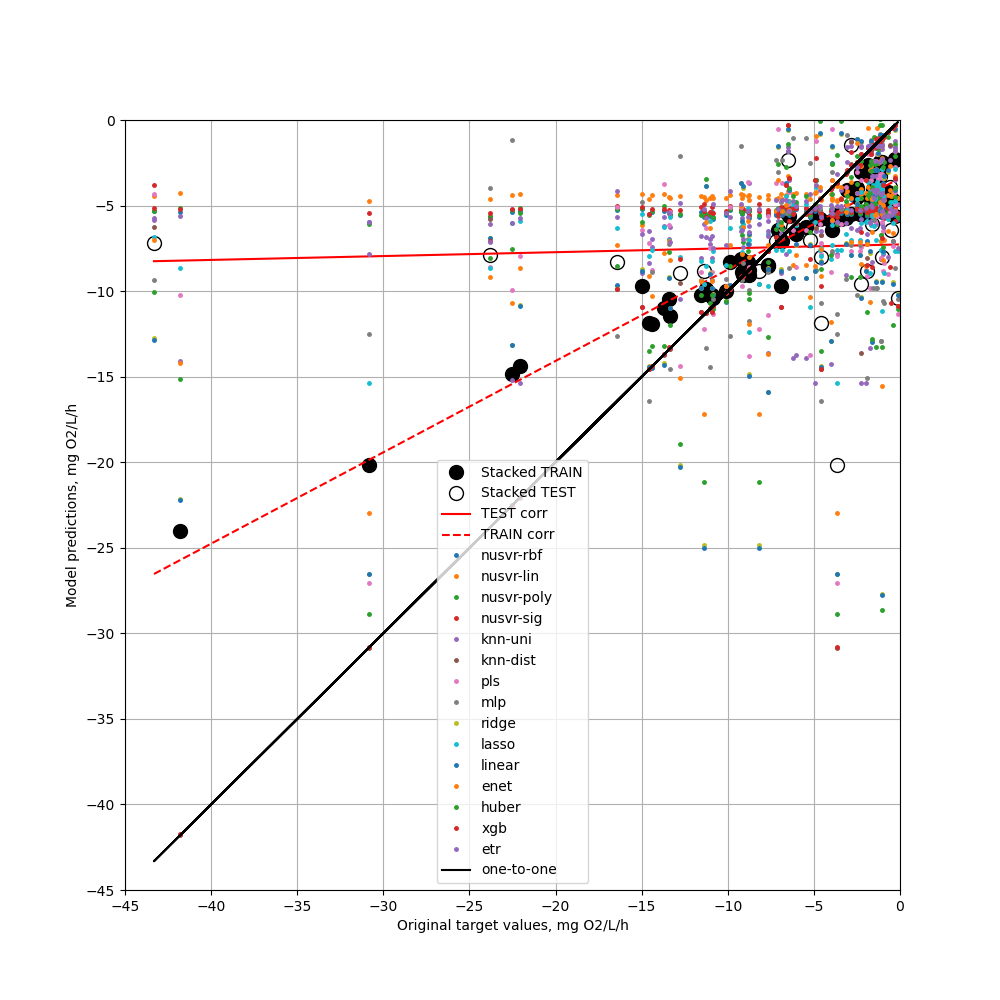 0
−5
−10
−15
−20
−25
−30
−35
−40
−45
Model predictions, mg O2/L/h
Stacked TRAIN
Stacked TEST
TEST corr
TRAIN corr
nusvr-rbf
nusvr-lin
nusvr-poly
nusvr-sig
knn-uni
knn-dist
pls
mlp
ridge
lasso
linear
enet
huber
xgb
etr
one-to-one
−45 −40 −35 −30 −25 −20 −15 −10 −5 0
Original target values, mg O2/L/h